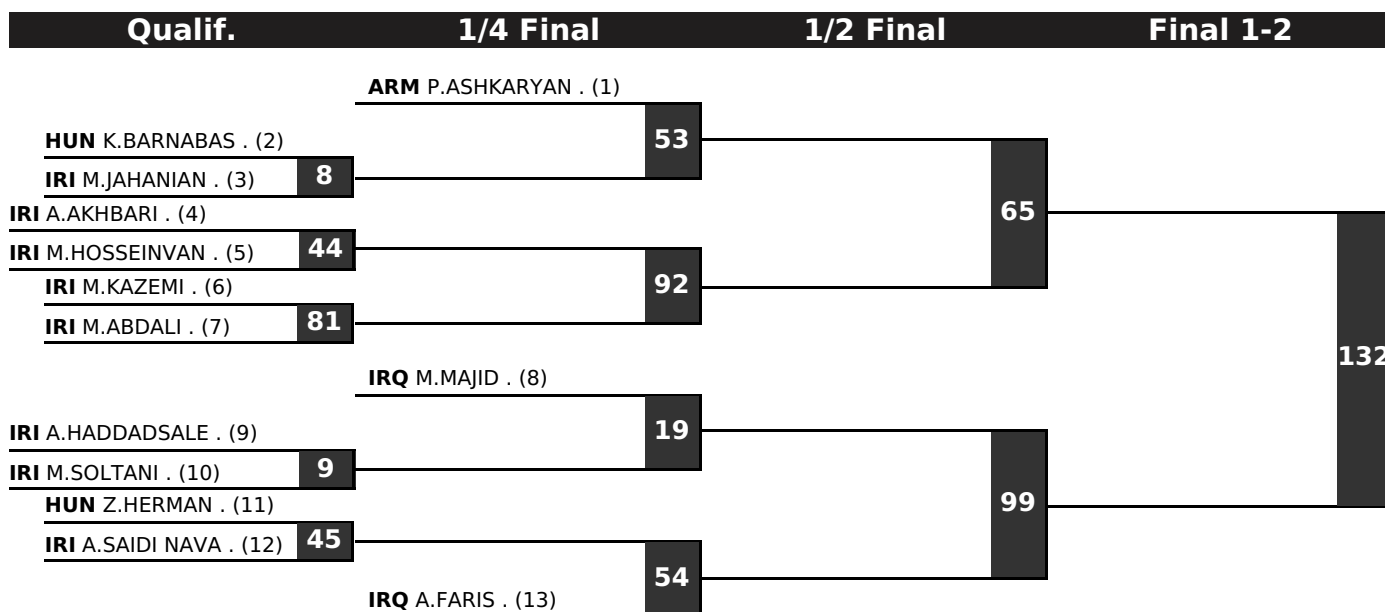 Qualif. 1/4 Final 1/2 Final Final 1-2
ARM P.ASHKARYAN . (1)
53
HUN K.BARNABAS . (2)
8
IRI M.JAHANIAN . (3)
IRI A.AKHBARI . (4)
65
44
IRI M.HOSSEINVAN . (5)
92
IRI M.KAZEMI . (6)
81
IRI M.ABDALI . (7)
132
IRQ M.MAJID . (8)
19
IRI A.HADDADSALE . (9)
9
IRI M.SOLTANI . (10)
99
HUN Z.HERMAN . (11)
45
IRI A.SAIDI NAVA . (12)
54
IRQ A.FARIS . (13)